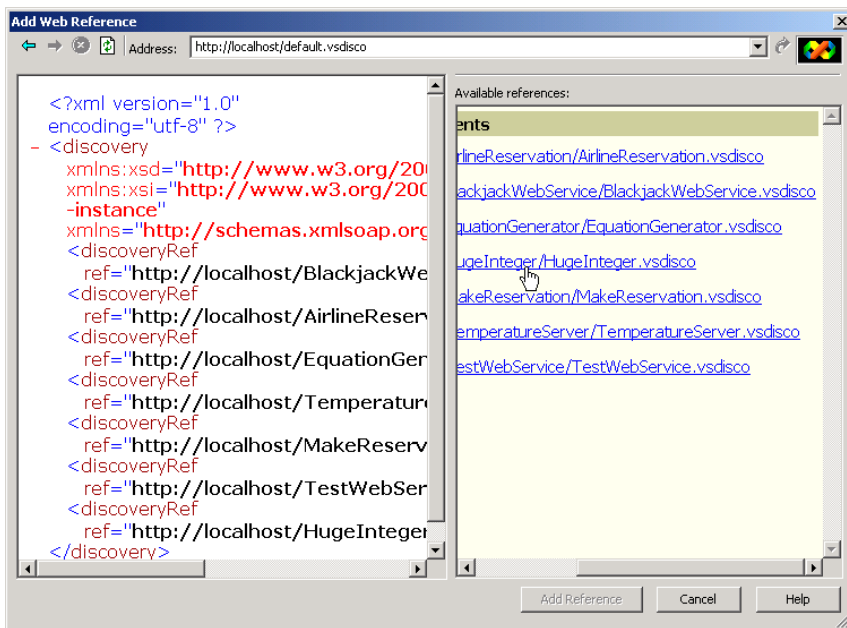 Add Web Reference
Address: http://localhost/default.vsdisco
<?xml version="1.0"
encoding="utf-8" ?>
- <discovery
xmlns:xsd="http://www.w3.org/20
xmlns:xsi="http://www.w3.org/200
-instance"
xmlns="http://schemas.xmlsoap.org
<discoveryRef
ref="http://localhost/BlackjackWe
<discoveryRef
ref="http://localhost/AirlineReser
<discoveryRef
ref="http://localhost/EquationGer
<discoveryRef
ref="http://localhost/Temperature
<discoveryRef
ref="http://localhost/MakeReserv
<discoveryRef
ref="http://localhost/TestWebSer
<discoveryRef
ref="http://localhost/HugeInteger
</discovery>
Available references:
ents
rlineReservation/AirlineReservation.vsdisco
ackjackWebService/BlackjackWebService.vsdisco
quationGenerator/EquationGenerator.vsdisco
ugeInteger/HugeInteger.vsdisco
akeReservation/MakeReservation.vsdisco
emperatureServer/TemperatureServer.vsdisco
estWebService/TestWebService.vsdisco
Add Reference Cancel Help